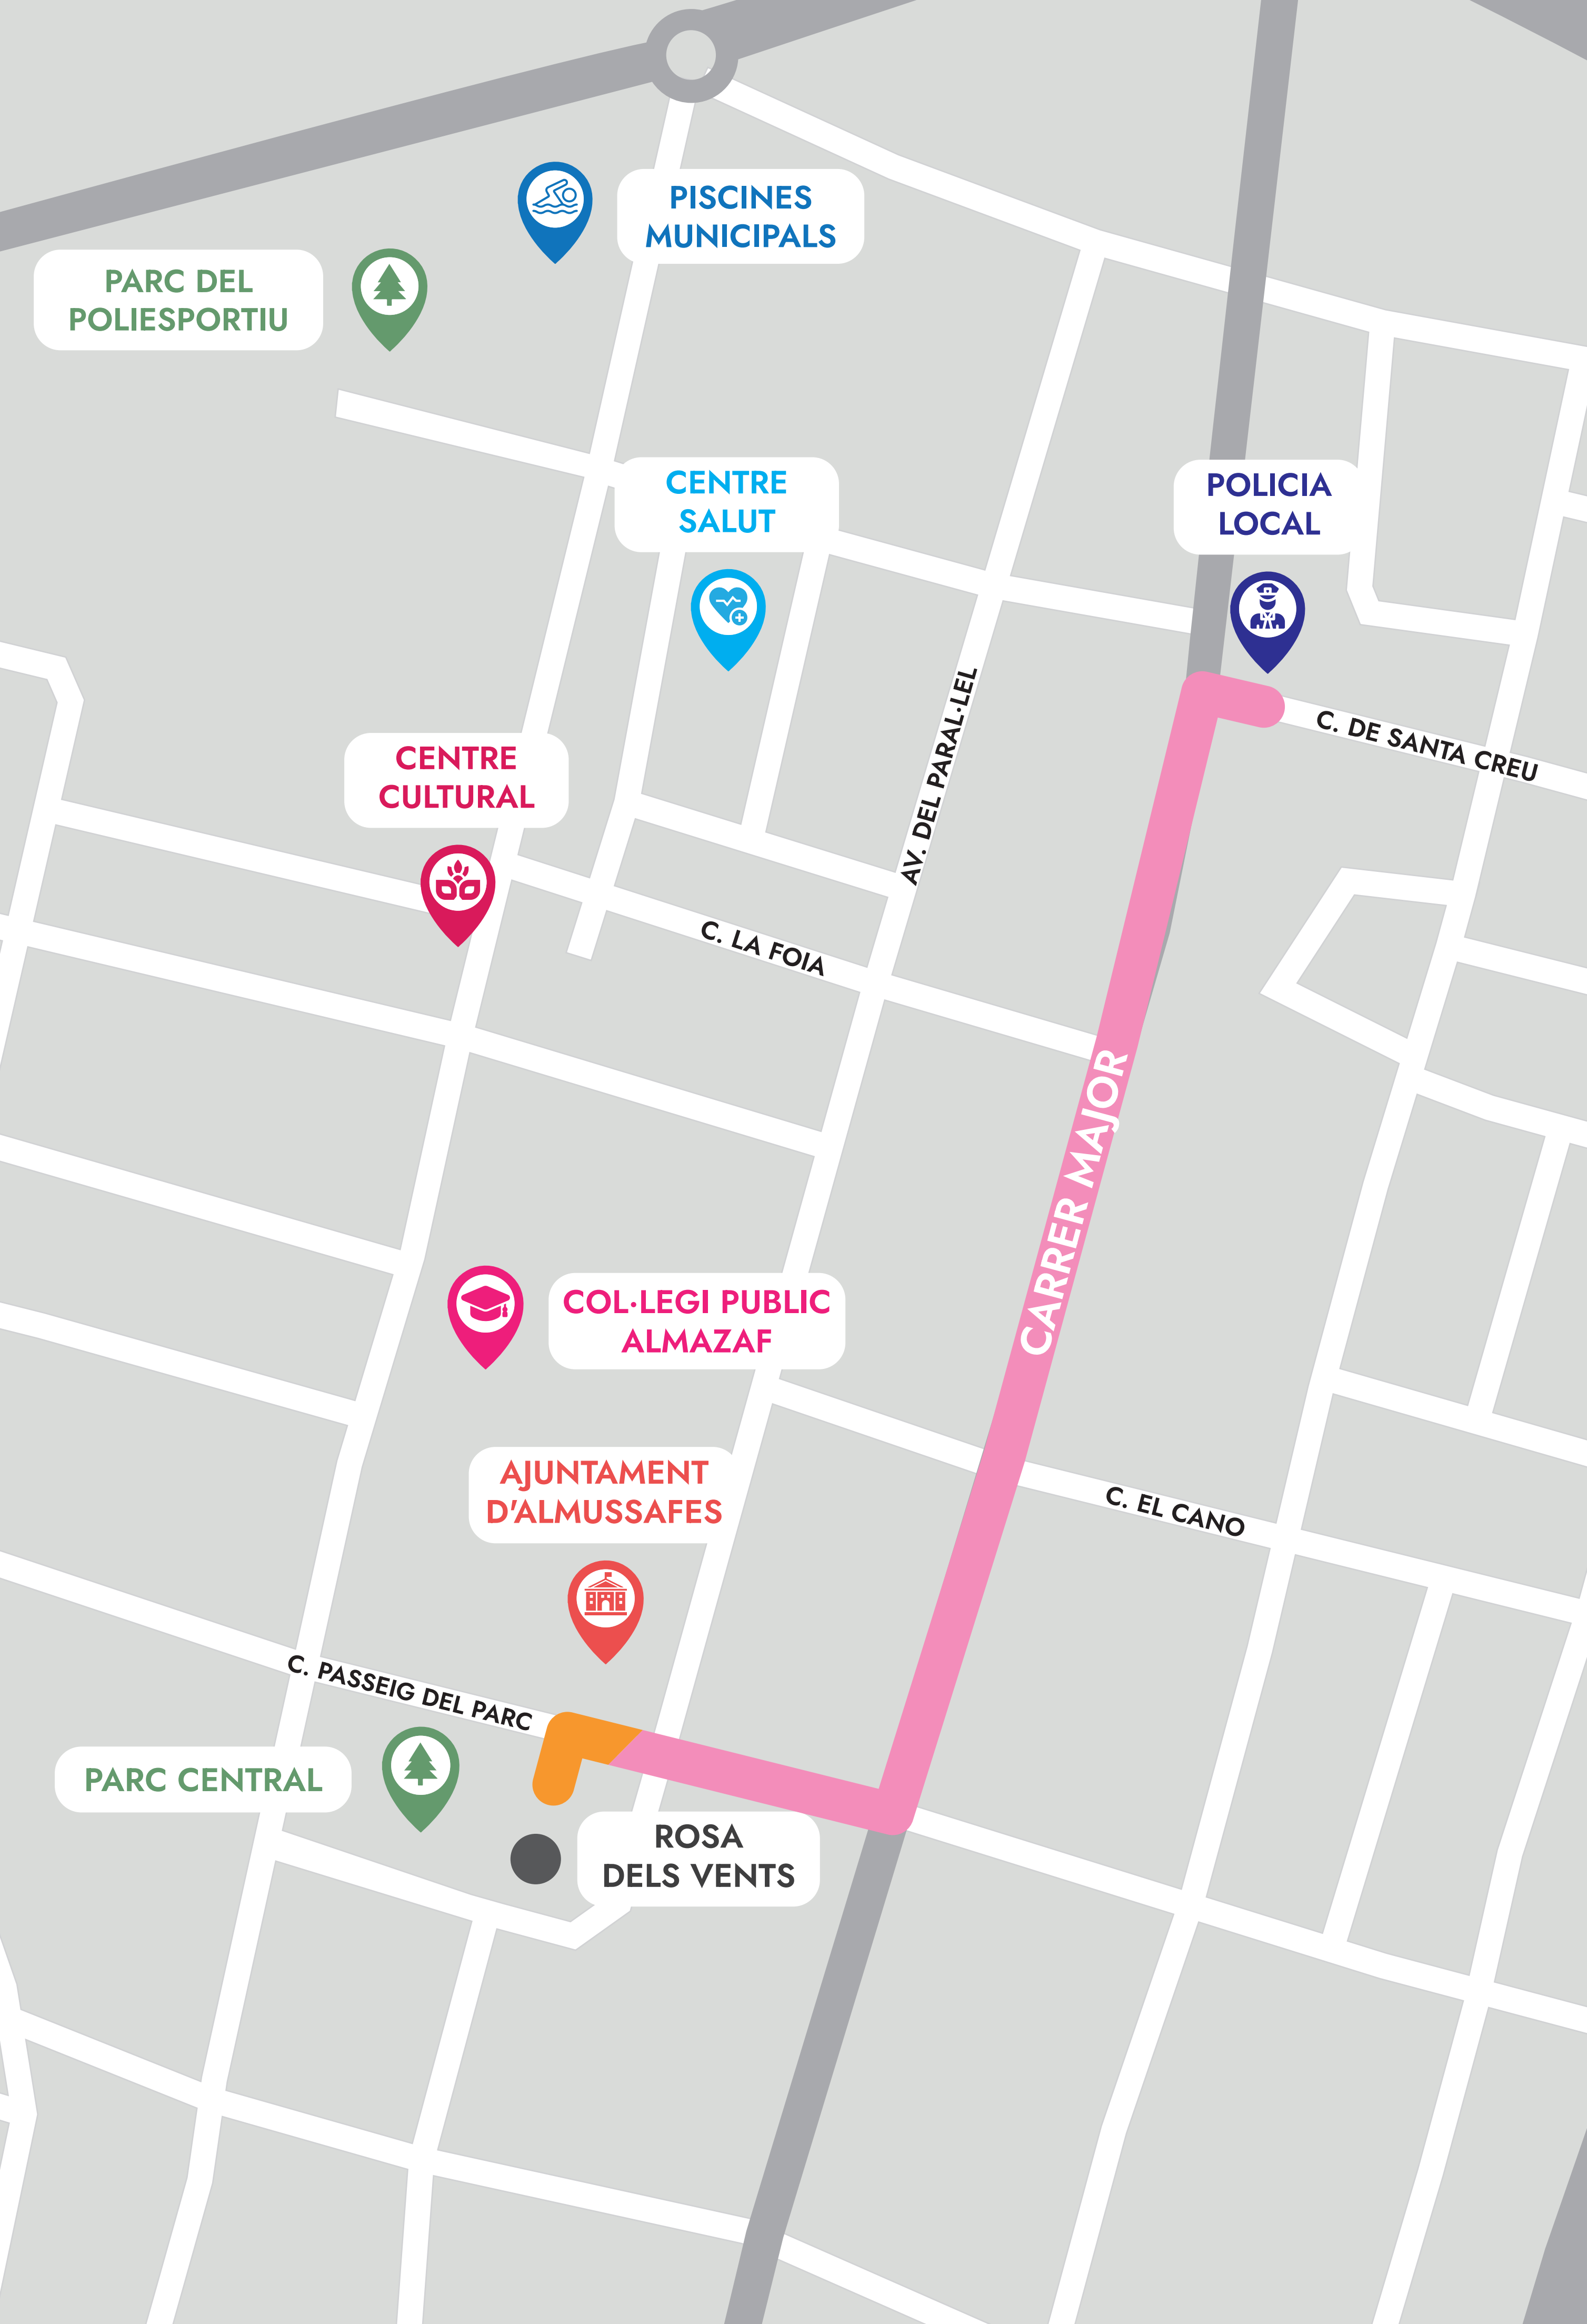 PISCINES
MUNICIPALS
PARC DEL
POLIESPORTIU
CENTRE
SALUT
POLICIA
LOCAL
AV. DEL PARAL·LEL
C. DE SANTA CREU
CENTRE
CULTURAL
C. LA FOIA
CARRER MAJOR
COL·LEGI PUBLIC
ALMAZAF
AJUNTAMENT
D'ALMUSSAFES
C. EL CANO
C. PASSEIG DEL PARC
PARC CENTRAL
ROSA
DELS VENTS